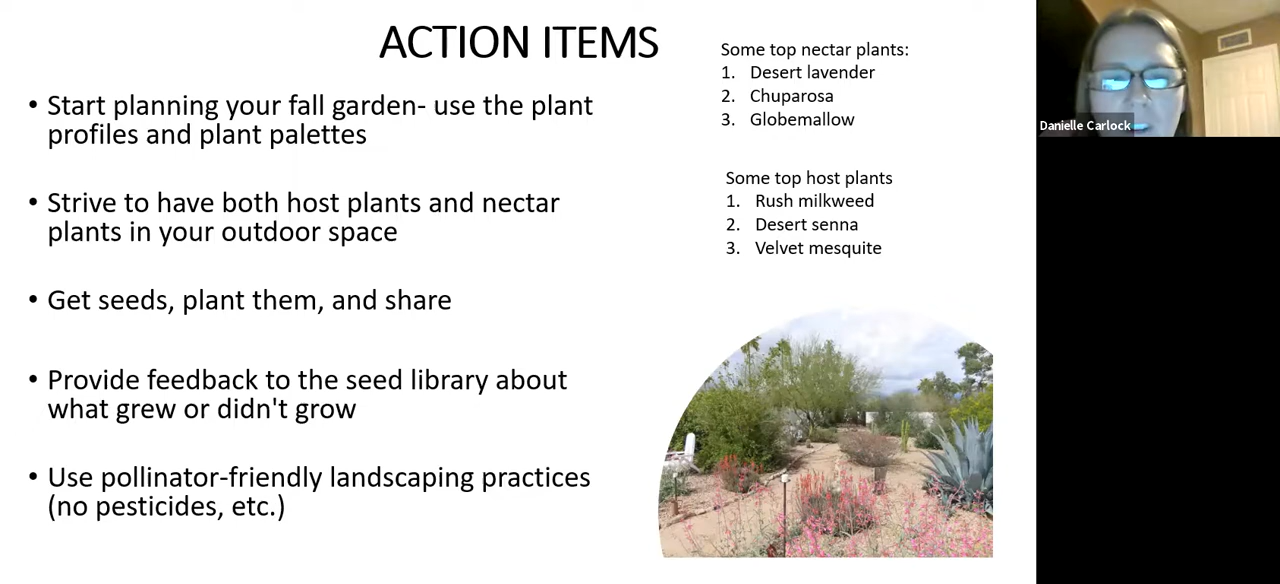 ACTION ITEMS
• Start planning your fall garden- use the plant
profiles and plant palettes
• Strive to have both host plants and nectar
plants in your outdoor space
• Get seeds, plant them, and share
• Provide feedback to the seed library about
what grew or didn't grow
• Use pollinator-friendly landscaping practices
(no pesticides, etc.)
Some top nectar plants:
1. Desert lavender
2. Chuparosa
3. Globemallow
Some top host plants
1. Rush milkweed
2. Desert senna
3. Velvet mesquite
Danielle Carlock